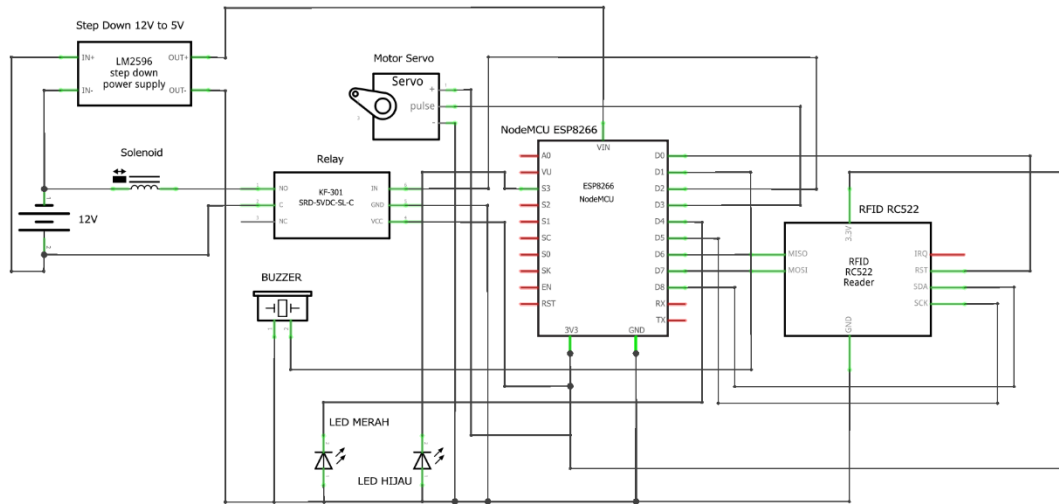 Step Down 12V to 5V
IN+
OUT+
LM2596
step down
power supply
IN-
OUT-
Motor Servo
Servo
+
pulse
-
NodeMCU ESP8266
VIN
A0
VU
S3
S2
S1
SC
S0
SK
EN
RST
ESP8266
NodeMCU
D0
D1
D2
D3
D4
D5
D6
D7
D8
RX
TX
3V3
GND
Solenoid
12V
Relay
NO
C
NC
KF-301
SRD-5VDC-SL-C
IN
GND
VCC
BUZZER
1
2
LED MERAH
LED HIJAU
RFID RC522
3.3V
MISO
MOSI
RFID
RC522
Reader
IRQ
RST
SDA
SCK
GND